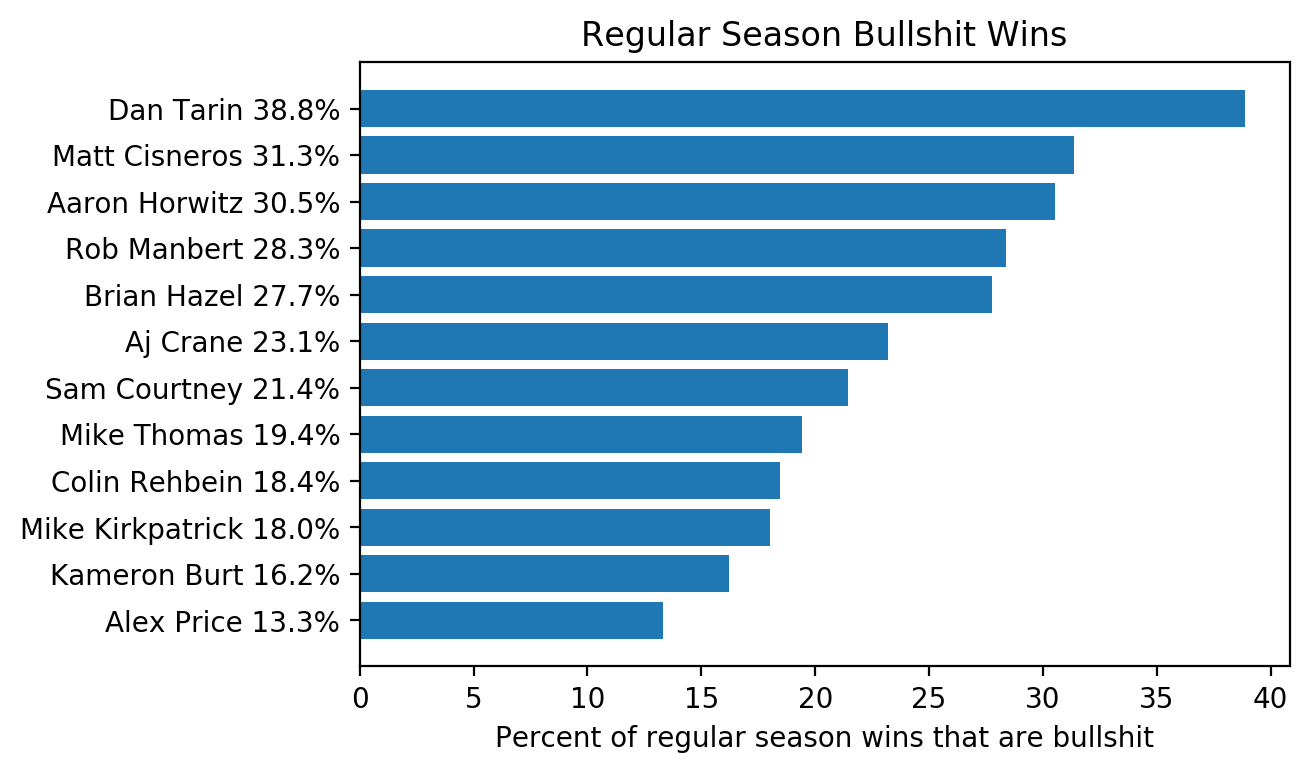 Regular Season Bullshit Wins
Dan Tarin 38.8%
Matt Cisneros 31.3%
Aaron Horwitz 30.5%
Rob Manbert 28.3%
Brian Hazel 27.7%
Aj Crane 23.1%
Sam Courtney 21.4%
Mike Thomas 19.4%
Colin Rehbein 18.4%
Mike Kirkpatrick 18.0%
Kameron Burt 16.2%
Alex Price 13.3%
0 5 10 15 20 25 30 35 40
Percent of regular season wins that are bullshit